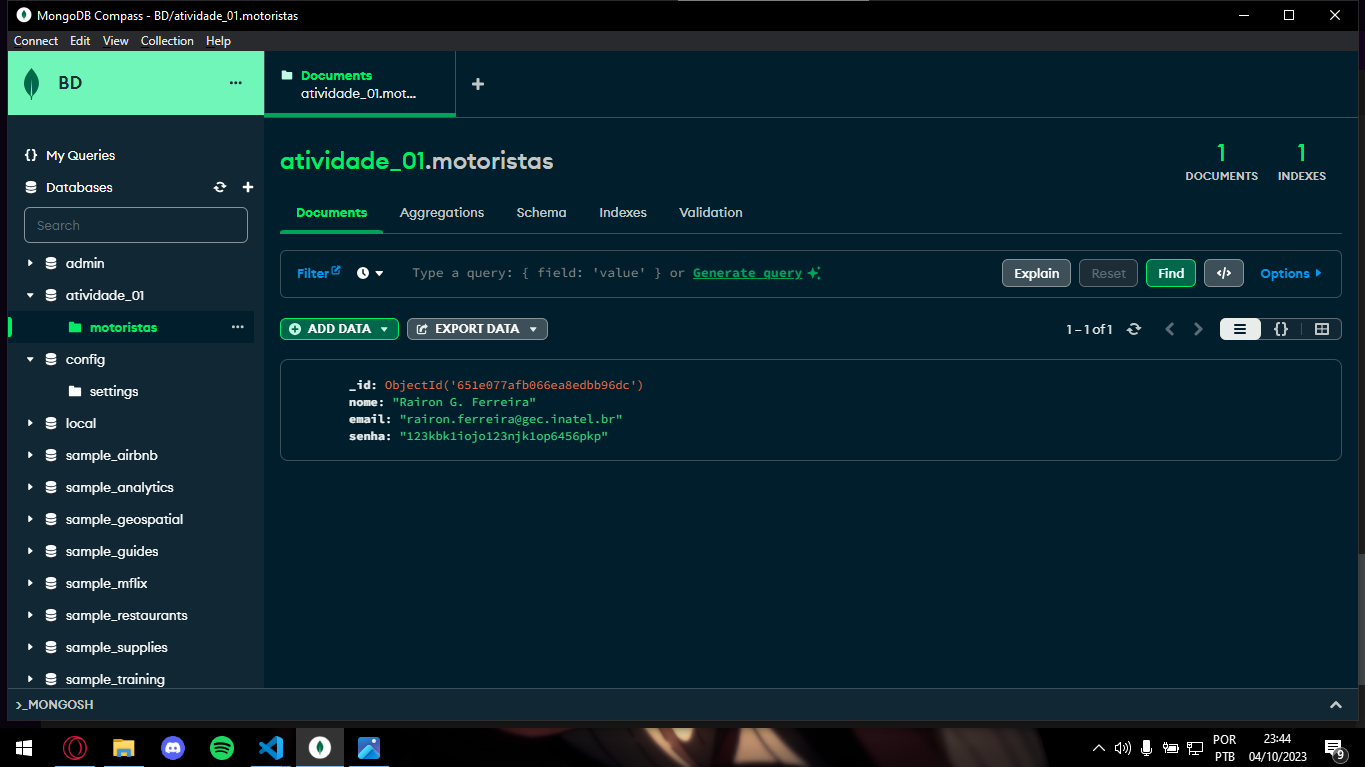 MongoDB Compass - BD/atividade_01.motoristas
Connect Edit View Collection Help
BD
Documents
atividade_01.mot...
My Queries
Databases
Search
admin
atividade_01
motoristas
config
settings
local
sample_airbnb
sample_analytics
sample_geospatial
sample_guides
sample_mflix
sample_restaurants
sample_supplies
sample_training
atividade_01.motoristas
1
DOCUMENTS
1
INDEXES
Documents Aggregations Schema Indexes Validation
Filter Type a query: { field: 'value' } or Generate query Explain Reset Find </> Options
ADD DATA EXPORT DATA 1–1 of 1 {}
_id: ObjectId('651e077afb066ea8edbb96dc')
nome: "Rairon G. Ferreira"
email: "rairon.ferreira@gec.inatel.br"
senha: "123kbk1iojo123njk1op6456pkp"
>_MONGOSH
POR
PTB
23:44
04/10/2023
9